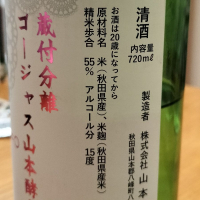 清酒
内容量
720ml
製造者
株式会社 山本
秋田県山本郡八峰町八
お酒は20歳になってから
原材料名 米(秋田県産)、米麹(秋田県産米)
精米歩合 55% アルコール分 15度
蔵付分離
ゴージャス山本酵